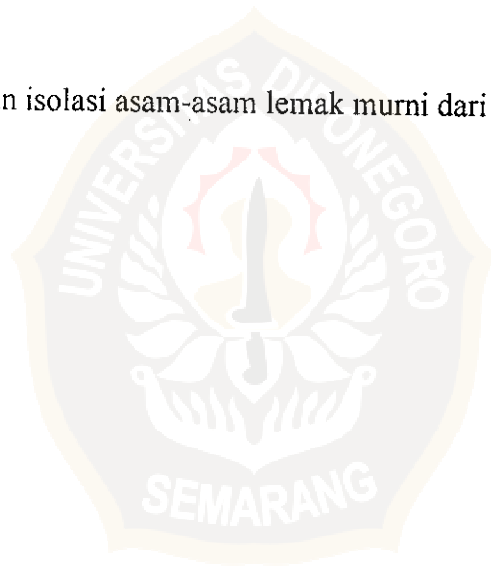 n isolasi asam-asam lemak murni dari
UNIVERSITAS DIPONEGORO
SEMARANG